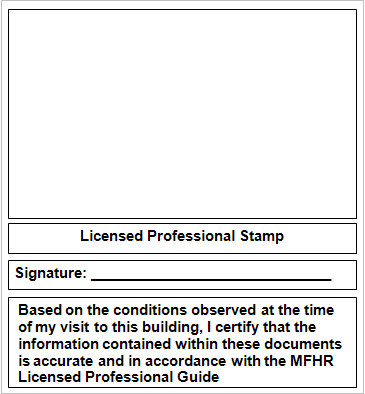 Licensed Professional Stamp
Signature: ______________________________
Based on the conditions observed at the time
of my visit to this building, I certify that the
information contained within these documents
is accurate and in accordance with the MFHR
Licensed Professional Guide